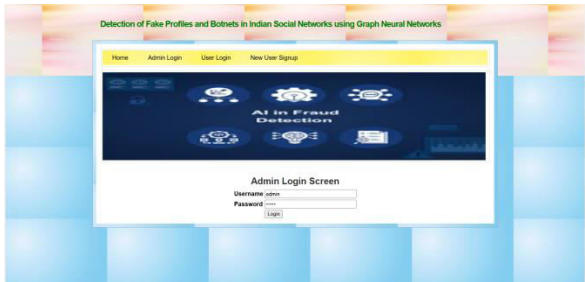 Detection of Fake Profiles and Botnets in Indian Social Networks using Graph Neural Networks
Home Admin Login User Login New User Signup
AI in Fraud
Detection
Admin Login Screen
Username admin
Password •••••
Login